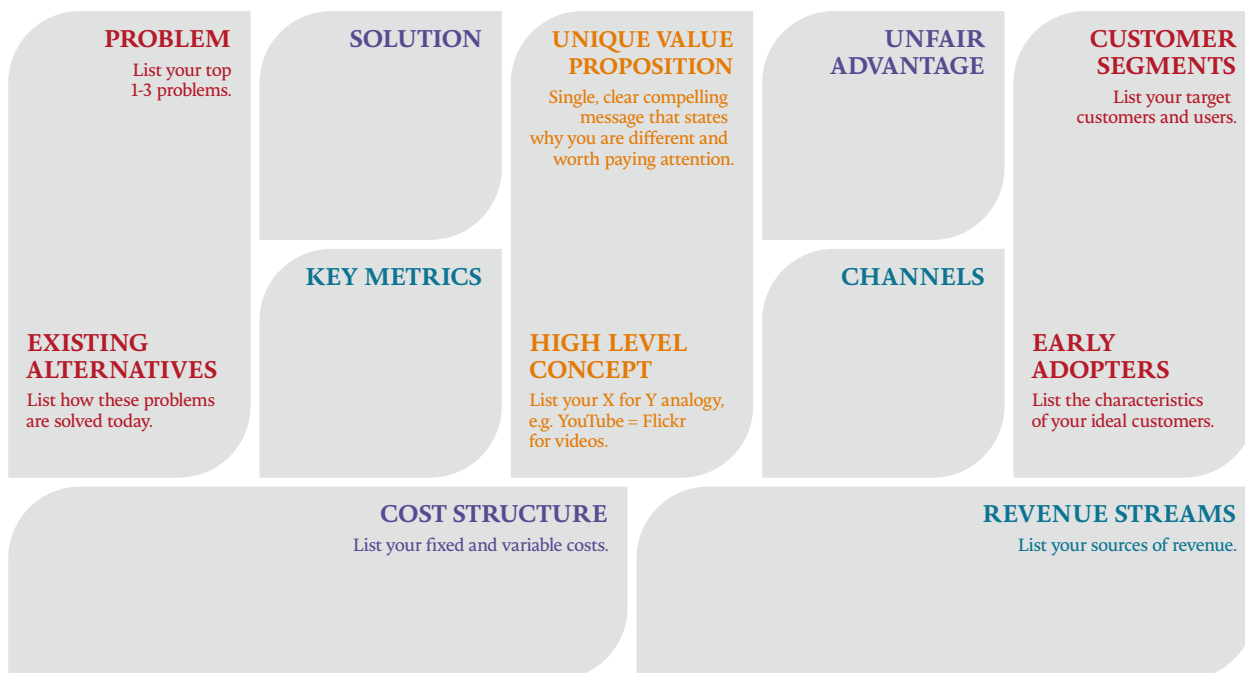 PROBLEM
List your top
1-3 problems.
EXISTING
ALTERNATIVES
List how these problems
are solved today.
SOLUTION
KEY METRICS
UNIQUE VALUE
PROPOSITION
Single, clear compelling
message that states
why you are different and
worth paying attention.
HIGH LEVEL
CONCEPT
List your X for Y analogy,
e.g. YouTube = Flickr
for videos.
UNFAIR
ADVANTAGE
CHANNELS
CUSTOMER
SEGMENTS
List your target
customers and users.
EARLY
ADOPTERS
List the characteristics
of your ideal customers.
COST STRUCTURE
List your fixed and variable costs.
REVENUE STREAMS
List your sources of revenue.